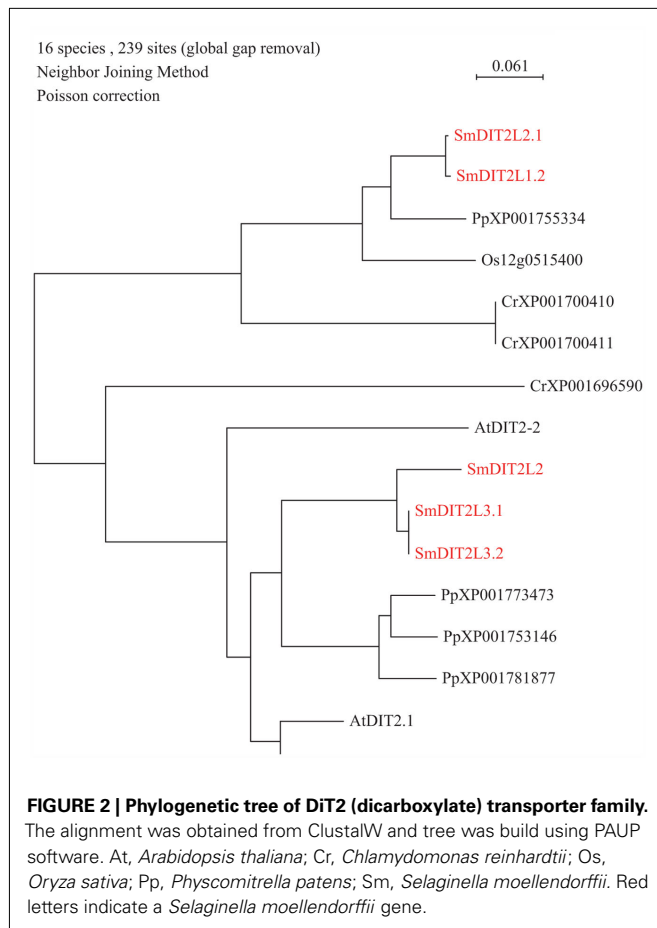 16 species , 239 sites (global gap removal)
Neighbor Joining Method
Poisson correction
0.061
SmDIT2L2.1
SmDIT2L1.2
PpXP001755334
Os12g0515400
CrXP001700410
CrXP001700411
CrXP001696590
AtDIT2-2
SmDIT2L2
SmDIT2L3.1
SmDIT2L3.2
PpXP001773473
PpXP001753146
PpXP001781877
AtDIT2.1
FIGURE 2 | Phylogenetic tree of DiT2 (dicarboxylate) transporter family.
The alignment was obtained from ClustalW and tree was build using PAUP
software. At, Arabidopsis thaliana; Cr, Chlamydomonas reinhardtii; Os,
Oryza sativa; Pp, Physcomitrella patens; Sm, Selaginella moellendorffii. Red
letters indicate a Selaginella moellendorffii gene.